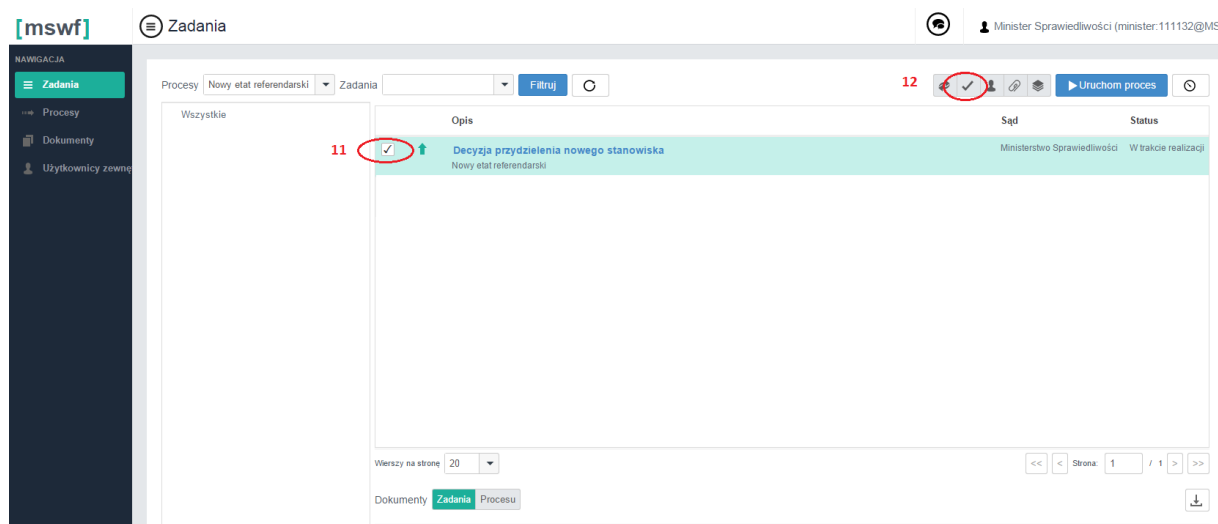 [mswf]
Zadania
Minister Sprawiedliwości (minister:111132@MS
NAWIGACJA
Zadania
Procesy
Dokumenty
Użytkownicy zewnę
Procesy Nowy etat referendarski Zadania Filtruj
12
Uruchom proces
Wszystkie
Opis Sąd Status
11
Decyzja przydzielenia nowego stanowiska Ministerstwo Sprawiedliwości W trakcie realizacji
Nowy etat referendarski
Wierszy na stronę 20
<< < Strona: 1 / 1 > >>
Dokumenty Zadania Procesu